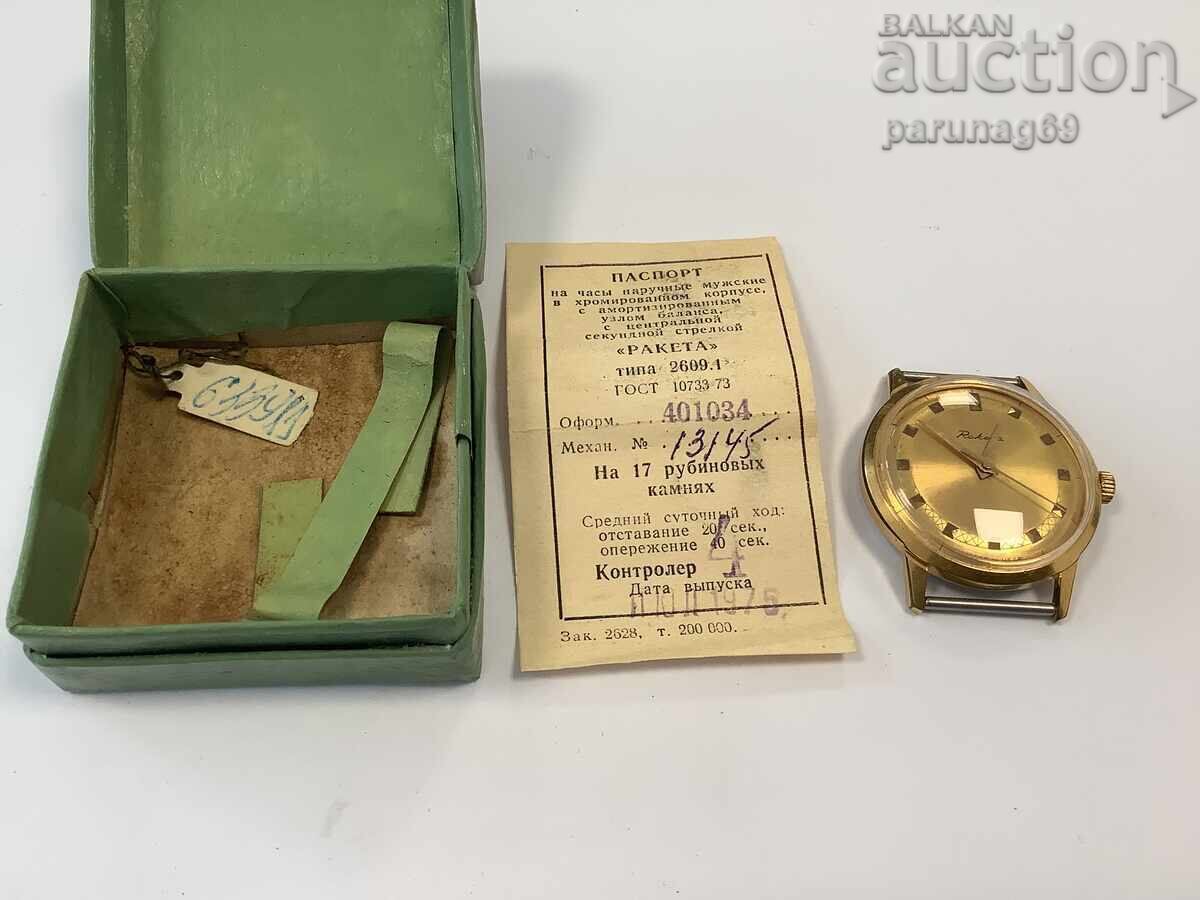 BALKAN
auction
parunag69
ПАСПОРТ
на часы наручные мужские
в хромированном корпусе,
с амортизированным
узлом баланса,
с центральной
секундной стрелкой
«РАКЕТА»
типа 2609.1
ГОСТ 10733-73
Оформ. 401034
Механ. № 13145
На 17 рубиновых
камнях
Средний суточный ход:
отставание 20 сек.,
опережение 40 сек.
Контролер 4
Дата выпуска
Зак. 2628, т. 200 000.
Raketa